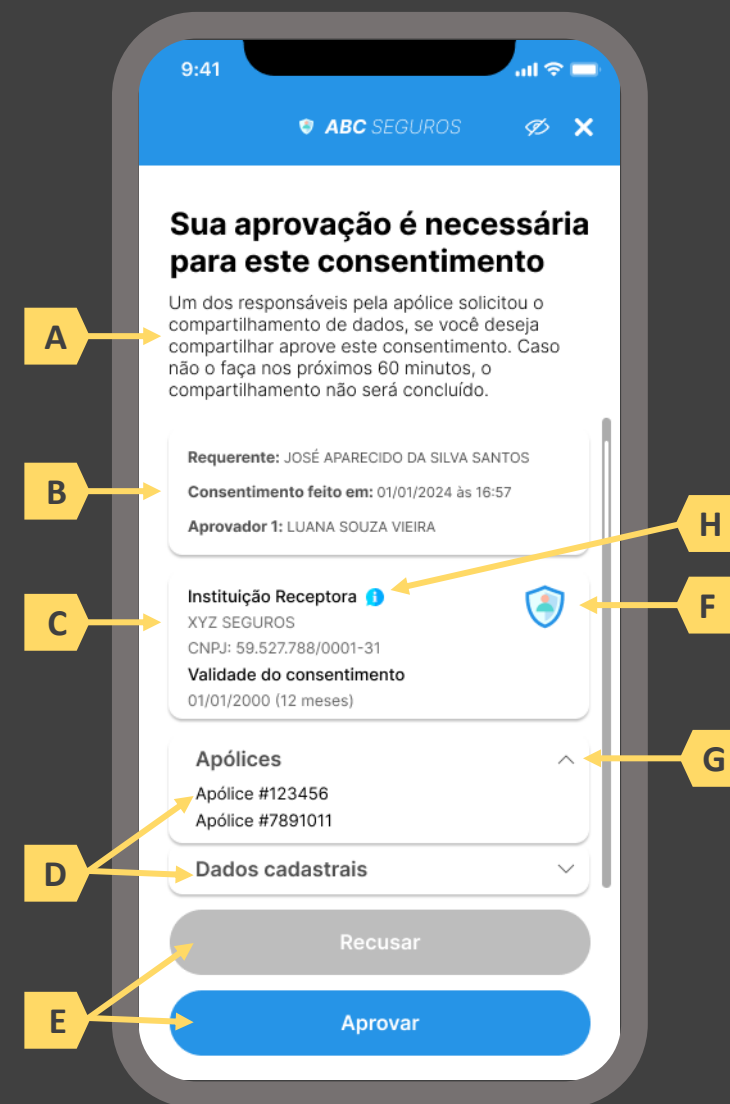 9:41
ABC SEGUROS
Sua aprovação é necessária
para este consentimento
Um dos responsáveis pela apólice solicitou o
compartilhamento de dados, se você deseja
compartilhar aprove este consentimento. Caso
não o faça nos próximos 60 minutos, o
compartilhamento não será concluído.
A
Requerente: JOSÉ APARECIDO DA SILVA SANTOS
Consentimento feito em: 01/01/2024 às 16:57
Aprovador 1: LUANA SOUZA VIEIRA
B
H
Instituição Receptora
XYZ SEGUROS
CNPJ: 59.527.788/0001-31
Validade do consentimento
01/01/2000 (12 meses)
C
F
Apólices
Apólice #123456
Apólice #7891011
G
D
Dados cadastrais
Recusar
E
Aprovar